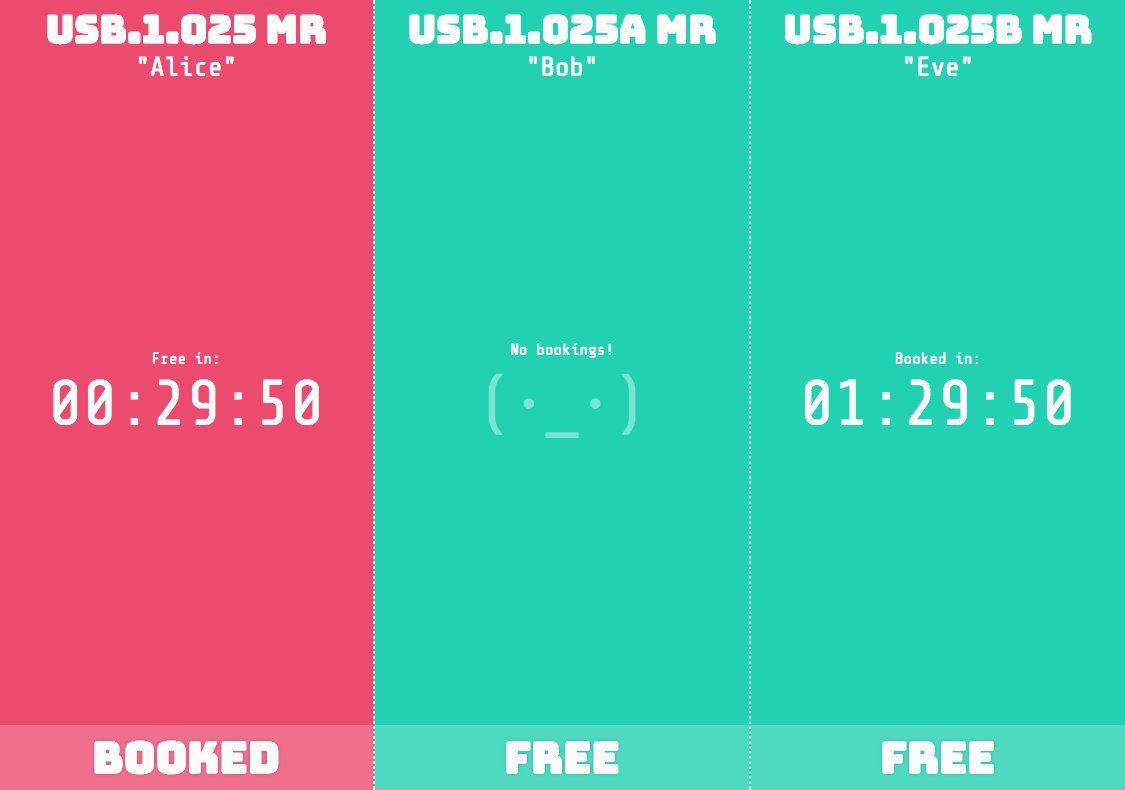 USB.1.025 MR
"Alice"
Free in:
00:29:50
BOOKED
USB.1.025A MR
"Bob"
No bookings!
(·_·)
FREE
USB.1.025B MR
"Eve"
Booked in:
01:29:50
FREE